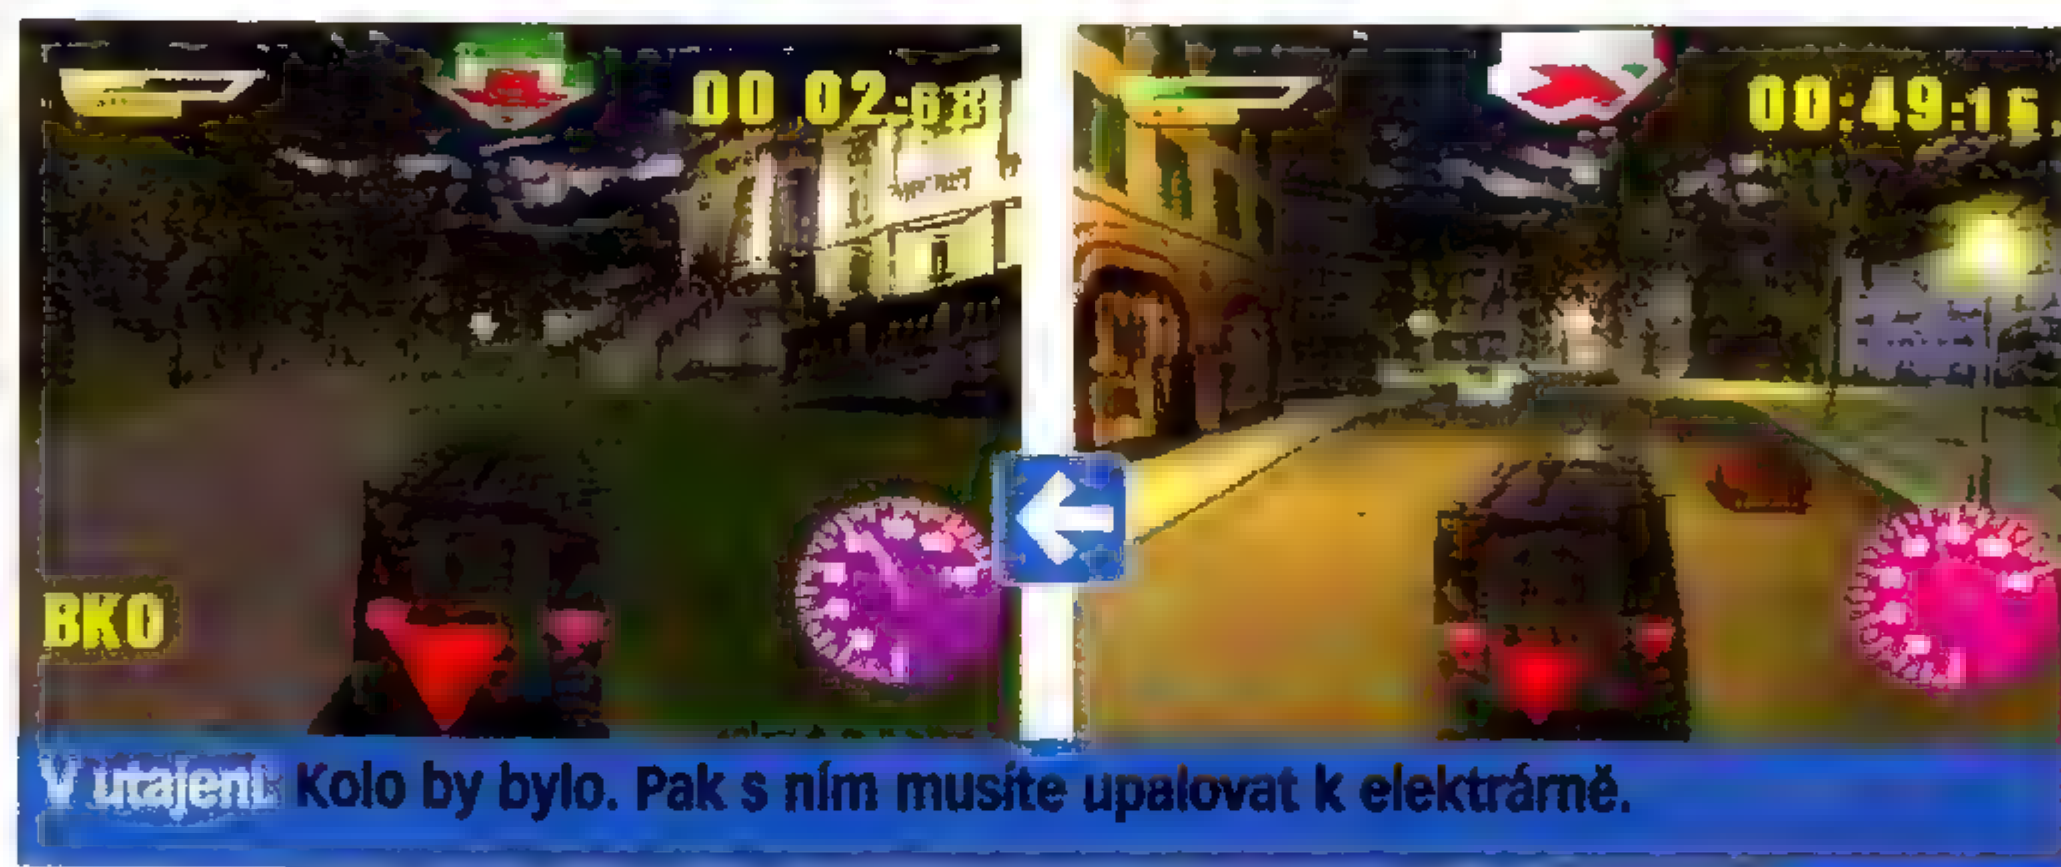 00 02:68
00:49:16
BKO
V utajení. Kolo by bylo. Pak s ním musíte upalovat k elektrárně.